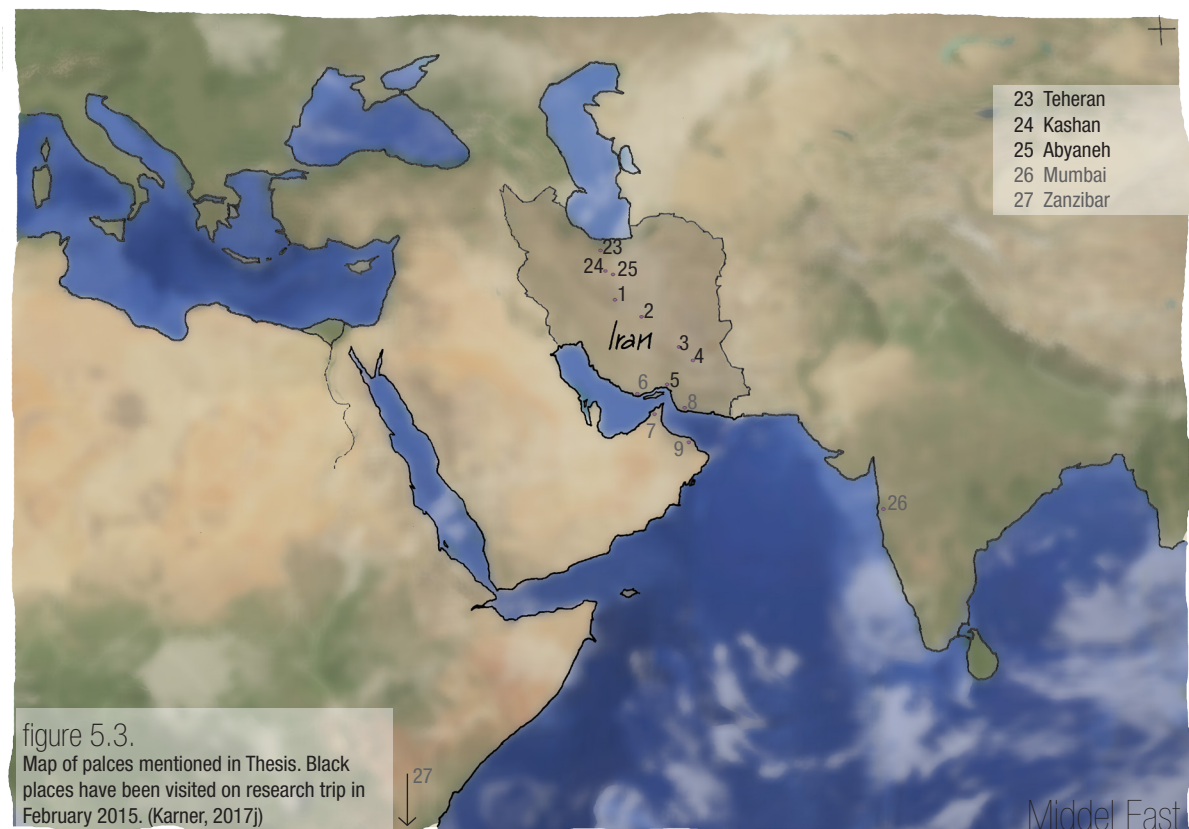 23 Teheran
24 Kashan
25 Abyaneh
26 Mumbai
27 Zanzibar
23
24 25
1
2
Iran
3
4
5
6
8
7
9
26
figure 5.3.
Map of palces mentioned in Thesis. Black
places have been visited on research trip in
February 2015. (Karner, 2017j)
27
Middel East